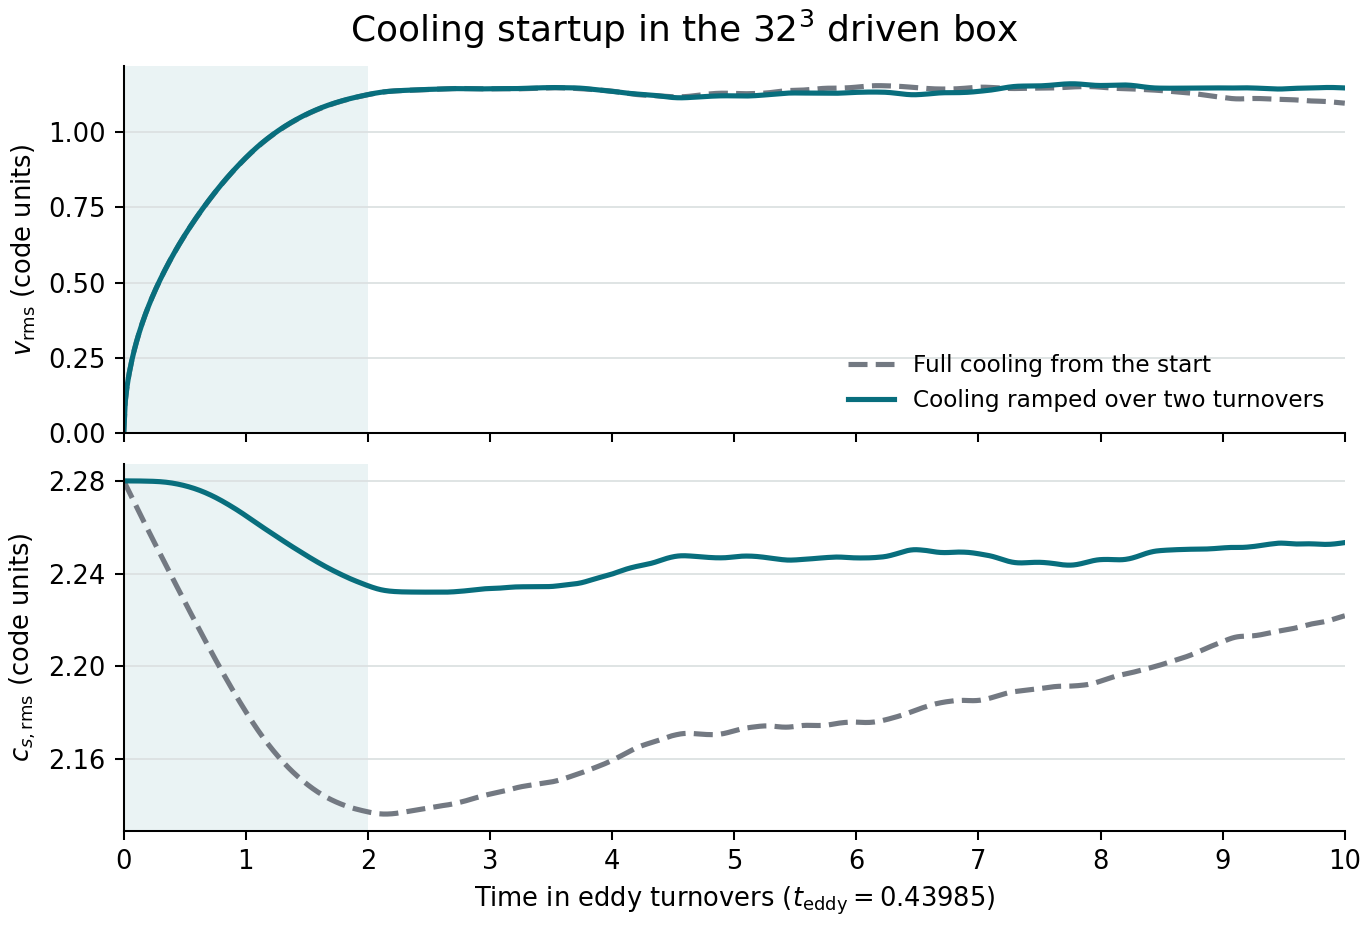 Cooling startup in the 32³ driven box
v_rms (code units)
1.00
0.75
0.50
0.25
0.00
Full cooling from the start
Cooling ramped over two turnovers
c_s,rms (code units)
2.28
2.24
2.20
2.16
0 1 2 3 4 5 6 7 8 9 10
Time in eddy turnovers (t_eddy = 0.43985)